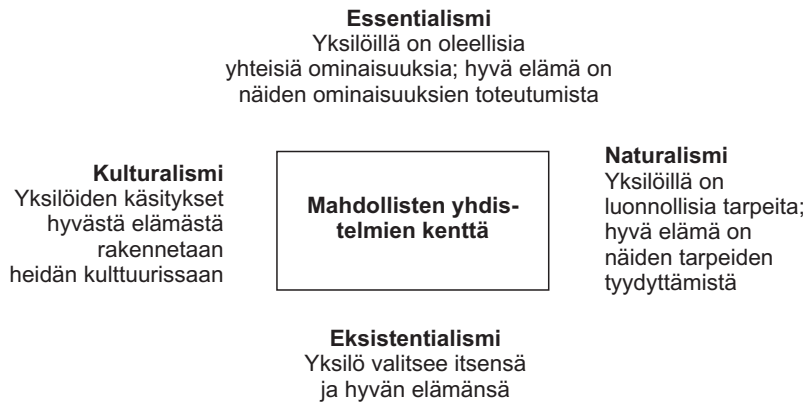 Essentialismi
Yksilöillä on oleellisia
yhteisiä ominaisuuksia; hyvä elämä on
näiden ominaisuuksien toteutumista
Kulturalismi
Yksilöiden käsitykset
hyvästä elämästä
rakennetaan
heidän kulttuurissaan
Mahdollisten yhdis-
telmien kenttä
Naturalismi
Yksilöillä on
luonnollisia tarpeita;
hyvä elämä on
näiden tarpeiden
tyydyttämistä
Eksistentialismi
Yksilö valitsee itsensä
ja hyvän elämänsä